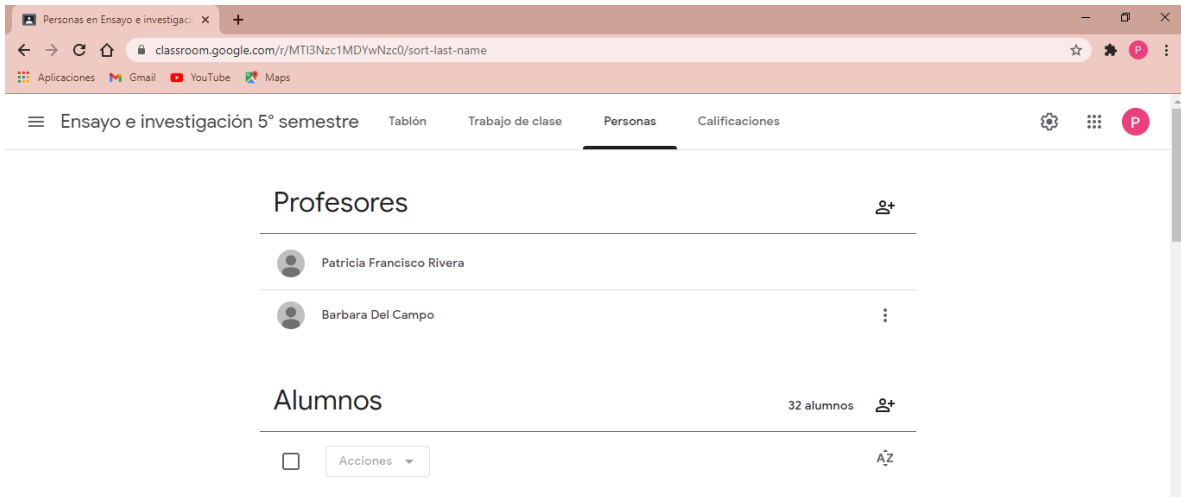 Personas en Ensayo e investigaci
classroom.google.com/r/MTI3Nzc1MDYwNzc0/sort-last-name
P
Aplicaciones Gmail YouTube Maps
Ensayo e investigación 5° semestre Tablón Trabajo de clase Personas Calificaciones P
Profesores
Patricia Francisco Rivera
Barbara Del Campo
Alumnos 32 alumnos
Acciones AZ